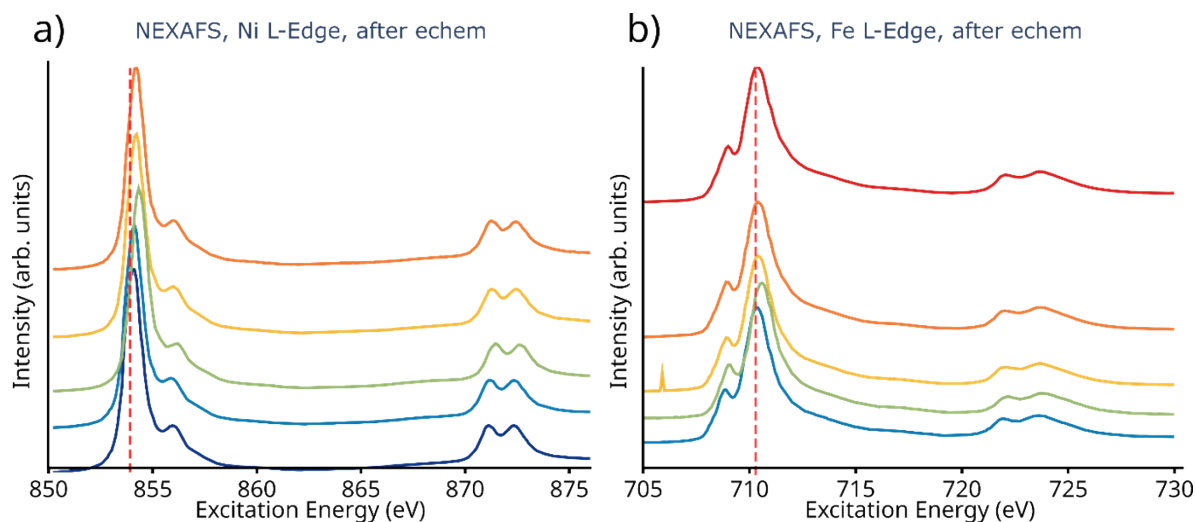 a) NEXAFS, Ni L-Edge, after echem
Intensity (arb. units)
850 855 860 865 870 875
Excitation Energy (eV)
b) NEXAFS, Fe L-Edge, after echem
Intensity (arb. units)
705 710 715 720 725 730
Excitation Energy (eV)